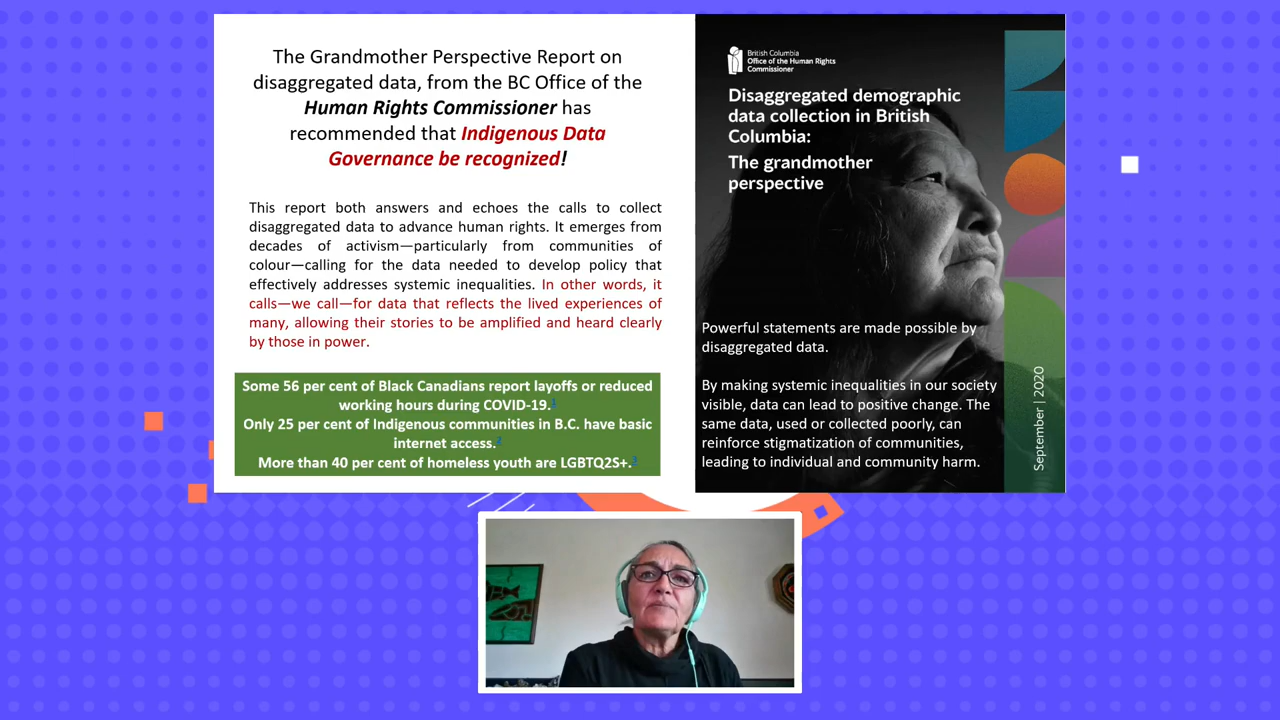 The Grandmother Perspective Report on
disaggregated data, from the BC Office of the
Human Rights Commissioner has
recommended that Indigenous Data
Governance be recognized!
This report both answers and echoes the calls to collect
disaggregated data to advance human rights. It emerges from
decades of activism—particularly from communities of
colour—calling for the data needed to develop policy that
effectively addresses systemic inequalities. In other words, it
calls—we call—for data that reflects the lived experiences of
many, allowing their stories to be amplified and heard clearly
by those in power.
Some 56 per cent of Black Canadians report layoffs or reduced
working hours during COVID-19.1
Only 25 per cent of Indigenous communities in B.C. have basic
internet access.2
More than 40 per cent of homeless youth are LGBTQ2S+.3
British Columbia
Office of the Human Rights
Commissioner
Disaggregated demographic
data collection in British
Columbia:
The grandmother
perspective
Powerful statements are made possible by
disaggregated data.
By making systemic inequalities in our society
visible, data can lead to positive change. The
same data, used or collected poorly, can
reinforce stigmatization of communities,
leading to individual and community harm.
September | 2020